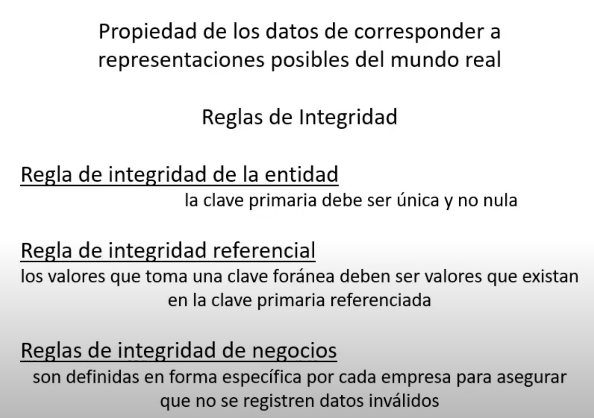 Propiedad de los datos de corresponder a
representaciones posibles del mundo real
Reglas de Integridad
Regla de integridad de la entidad
la clave primaria debe ser única y no nula
Regla de integridad referencial
los valores que toma una clave foránea deben ser valores que existan
en la clave primaria referenciada
Reglas de integridad de negocios
son definidas en forma específica por cada empresa para asegurar
que no se registren datos inválidos